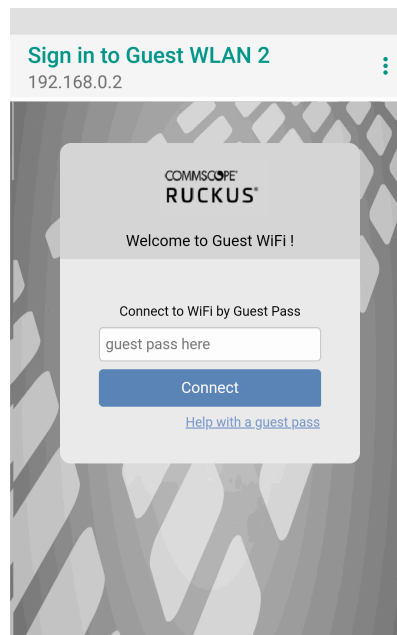 Sign in to Guest WLAN 2
192.168.0.2
COMMSCOPE®
RUCKUS®
Welcome to Guest WiFi !
Connect to WiFi by Guest Pass
guest pass here
Connect
Help with a guest pass